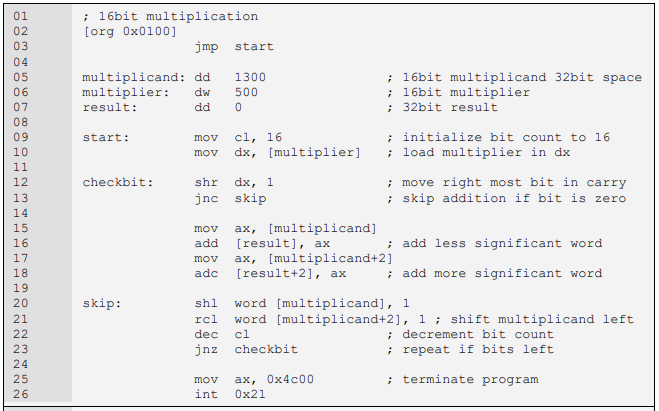 01 ; 16bit multiplication
02 [org 0x0100]
03 jmp start
04
05 multiplicand: dd 1300 ; 16bit multiplicand 32bit space
06 multiplier: dw 500 ; 16bit multiplier
07 result: dd 0 ; 32bit result
08
09 start: mov cl, 16 ; initialize bit count to 16
10 mov dx, [multiplier] ; load multiplier in dx
11
12 checkbit: shr dx, 1 ; move right most bit in carry
13 jnc skip ; skip addition if bit is zero
14
15 mov ax, [multiplicand]
16 add [result], ax ; add less significant word
17 mov ax, [multiplicand+2]
18 adc [result+2], ax ; add more significant word
19
20 skip: shl word [multiplicand], 1
21 rcl word [multiplicand+2], 1 ; shift multiplicand left
22 dec cl ; decrement bit count
23 jnz checkbit ; repeat if bits left
24
25 mov ax, 0x4c00 ; terminate program
26 int 0x21